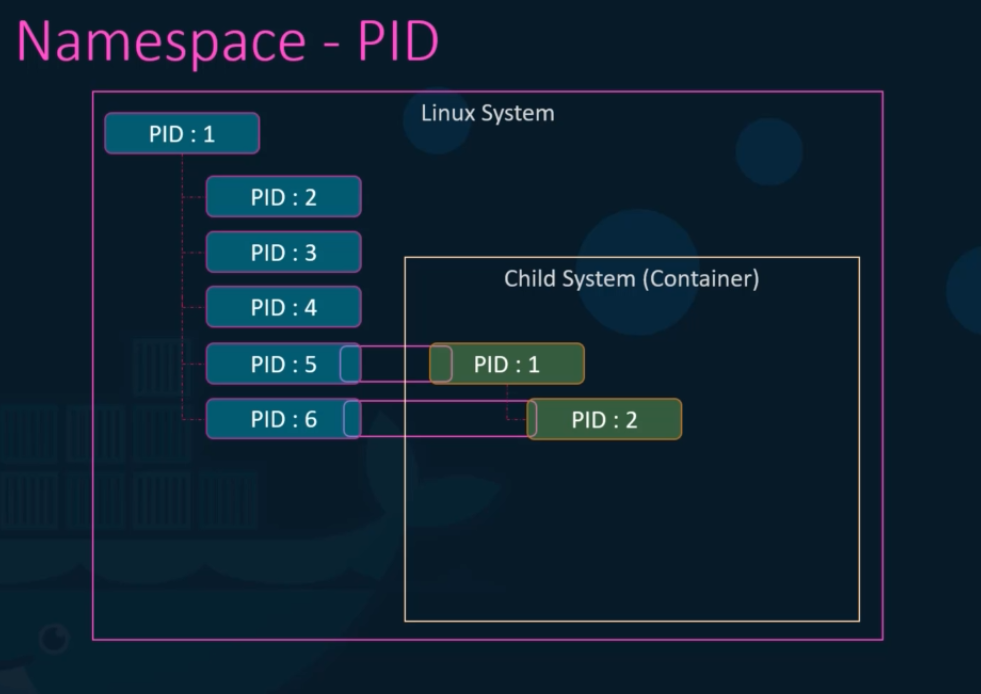 Namespace - PID
Linux System
PID : 1
PID : 2
PID : 3
PID : 4
Child System (Container)
PID : 5
PID : 1
PID : 6
PID : 2